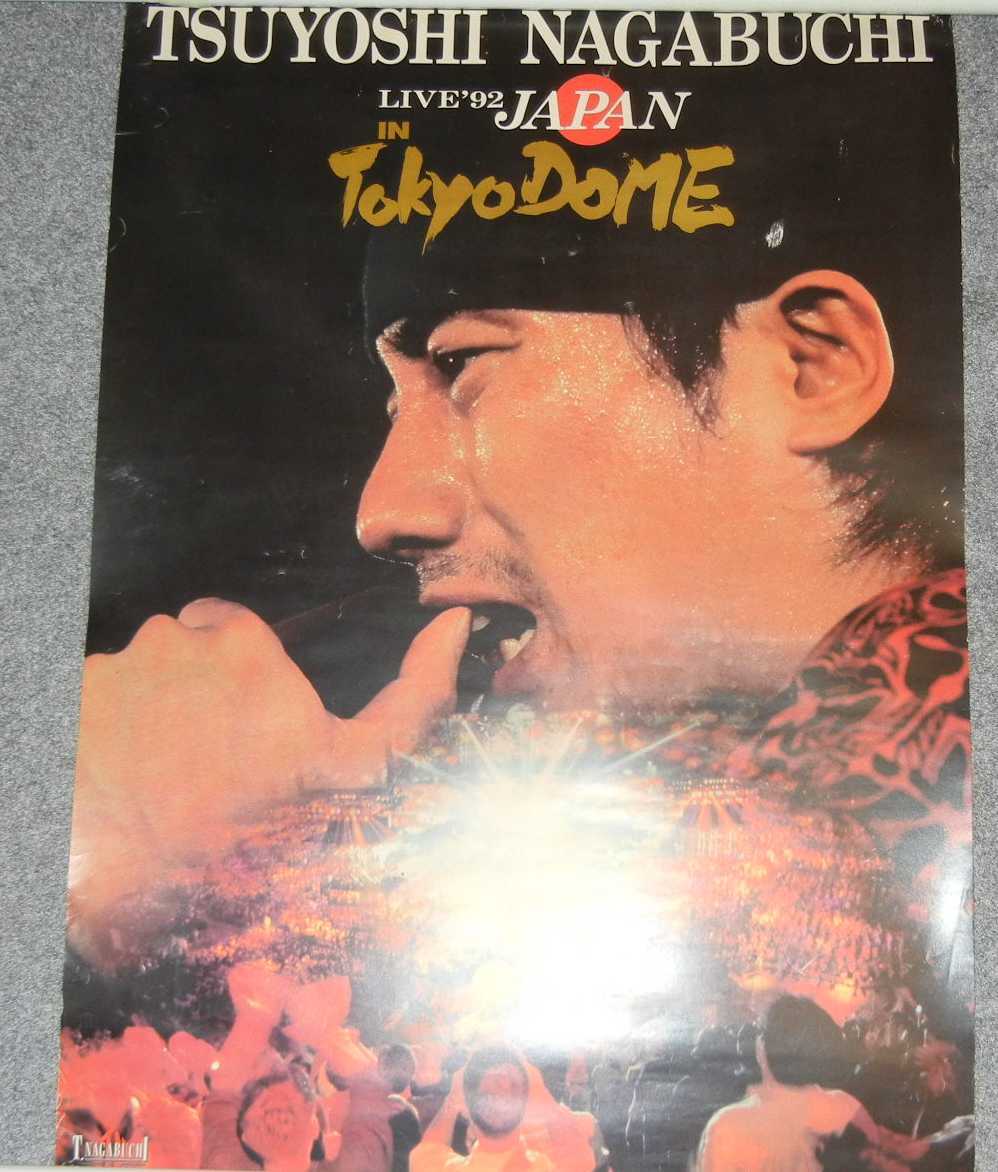 TSUYOSHI NAGABUCHI
LIVE'92 JAPAN
IN
Tokyo DOME
T.NAGABUCHI